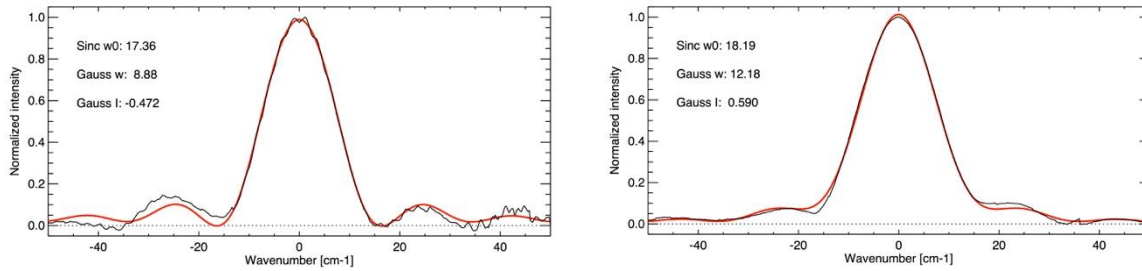 Normalized intensity
1.0
0.8
0.6
0.4
0.2
0.0
Sinc w0: 17.36
Gauss w: 8.88
Gauss I: -0.472
-40 -20 0 20 40
Wavenumber [cm-1]
Normalized intensity
1.0
0.8
0.6
0.4
0.2
0.0
Sinc w0: 18.19
Gauss w: 12.18
Gauss I: 0.590
-40 -20 0 20 40
Wavenumber [cm-1]